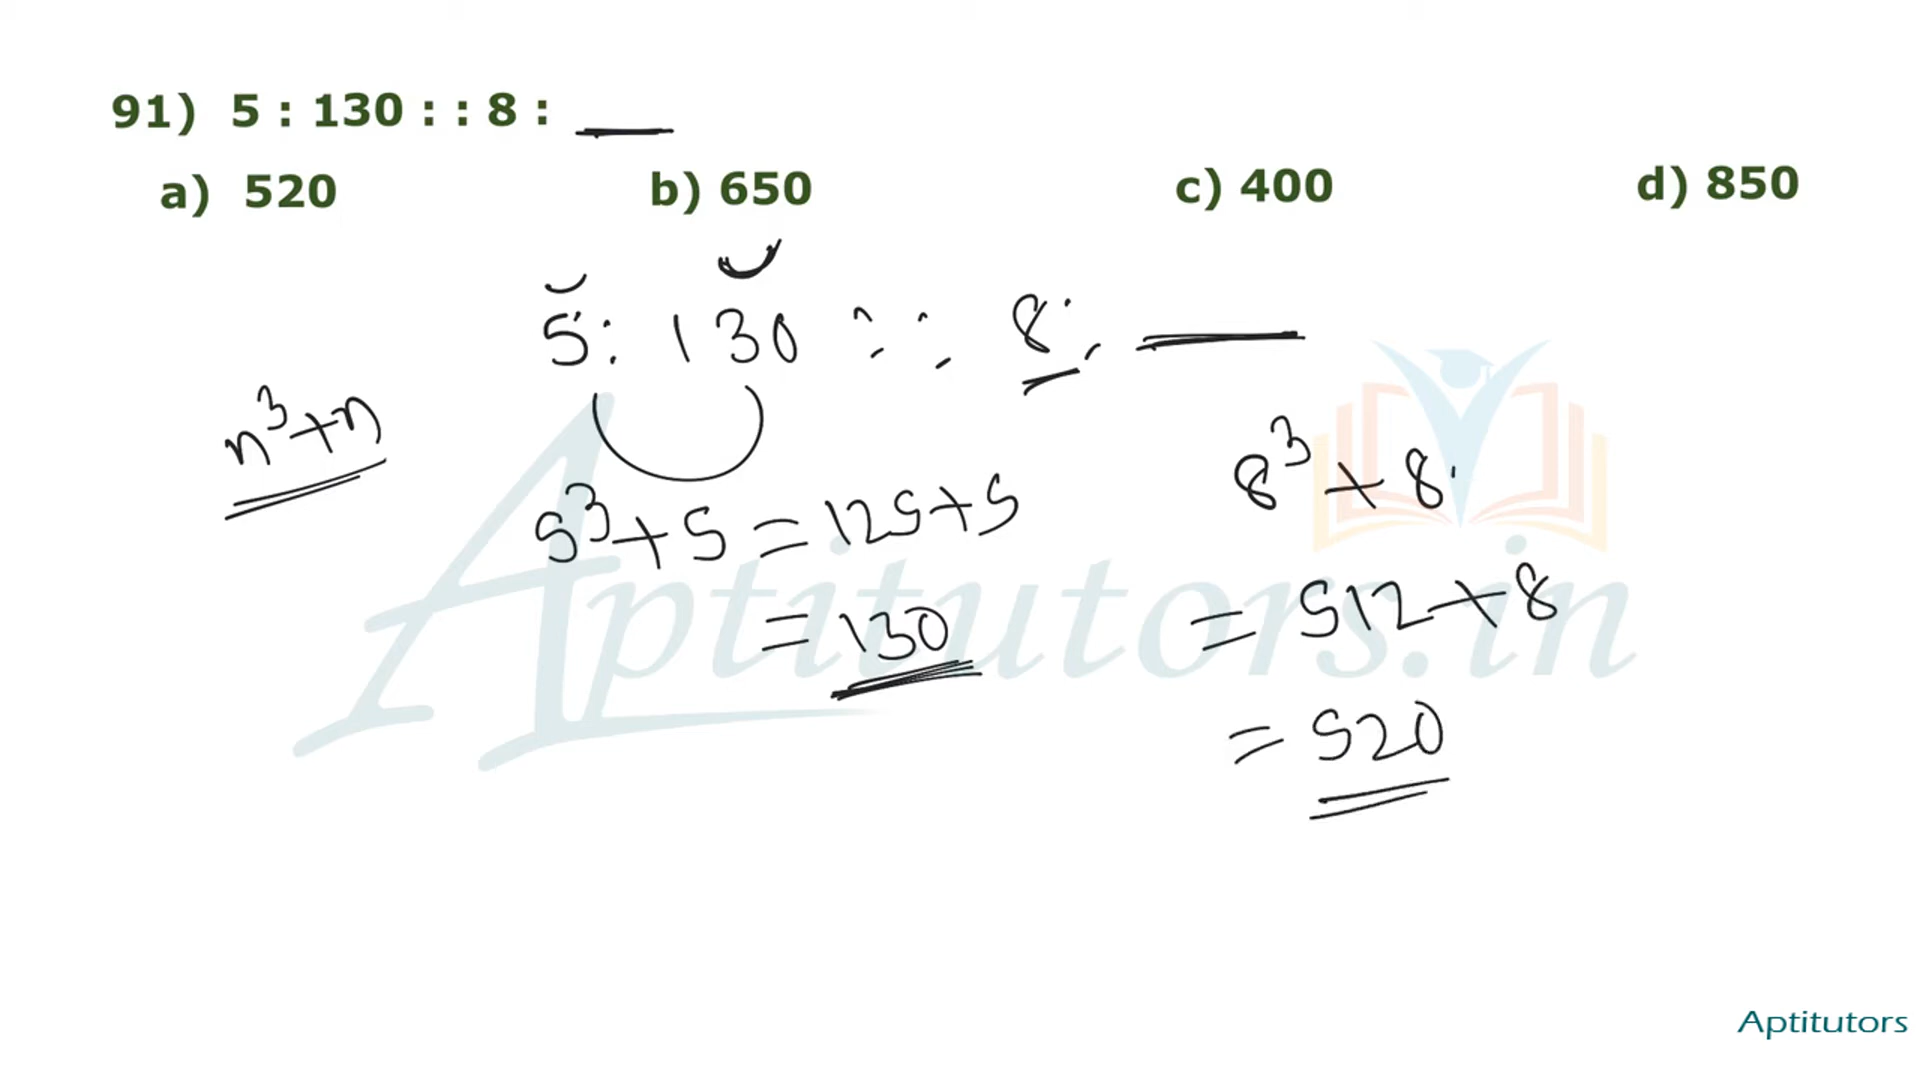 91) 5 : 130 : : 8 : ___
a) 520 b) 650 c) 400 d) 850
5 : 130 : : 8 : ___
n³+n
5³+5 = 125+5
= 130
8³+8
= 512+8
= 520
Aptitutors.in
Aptitutors